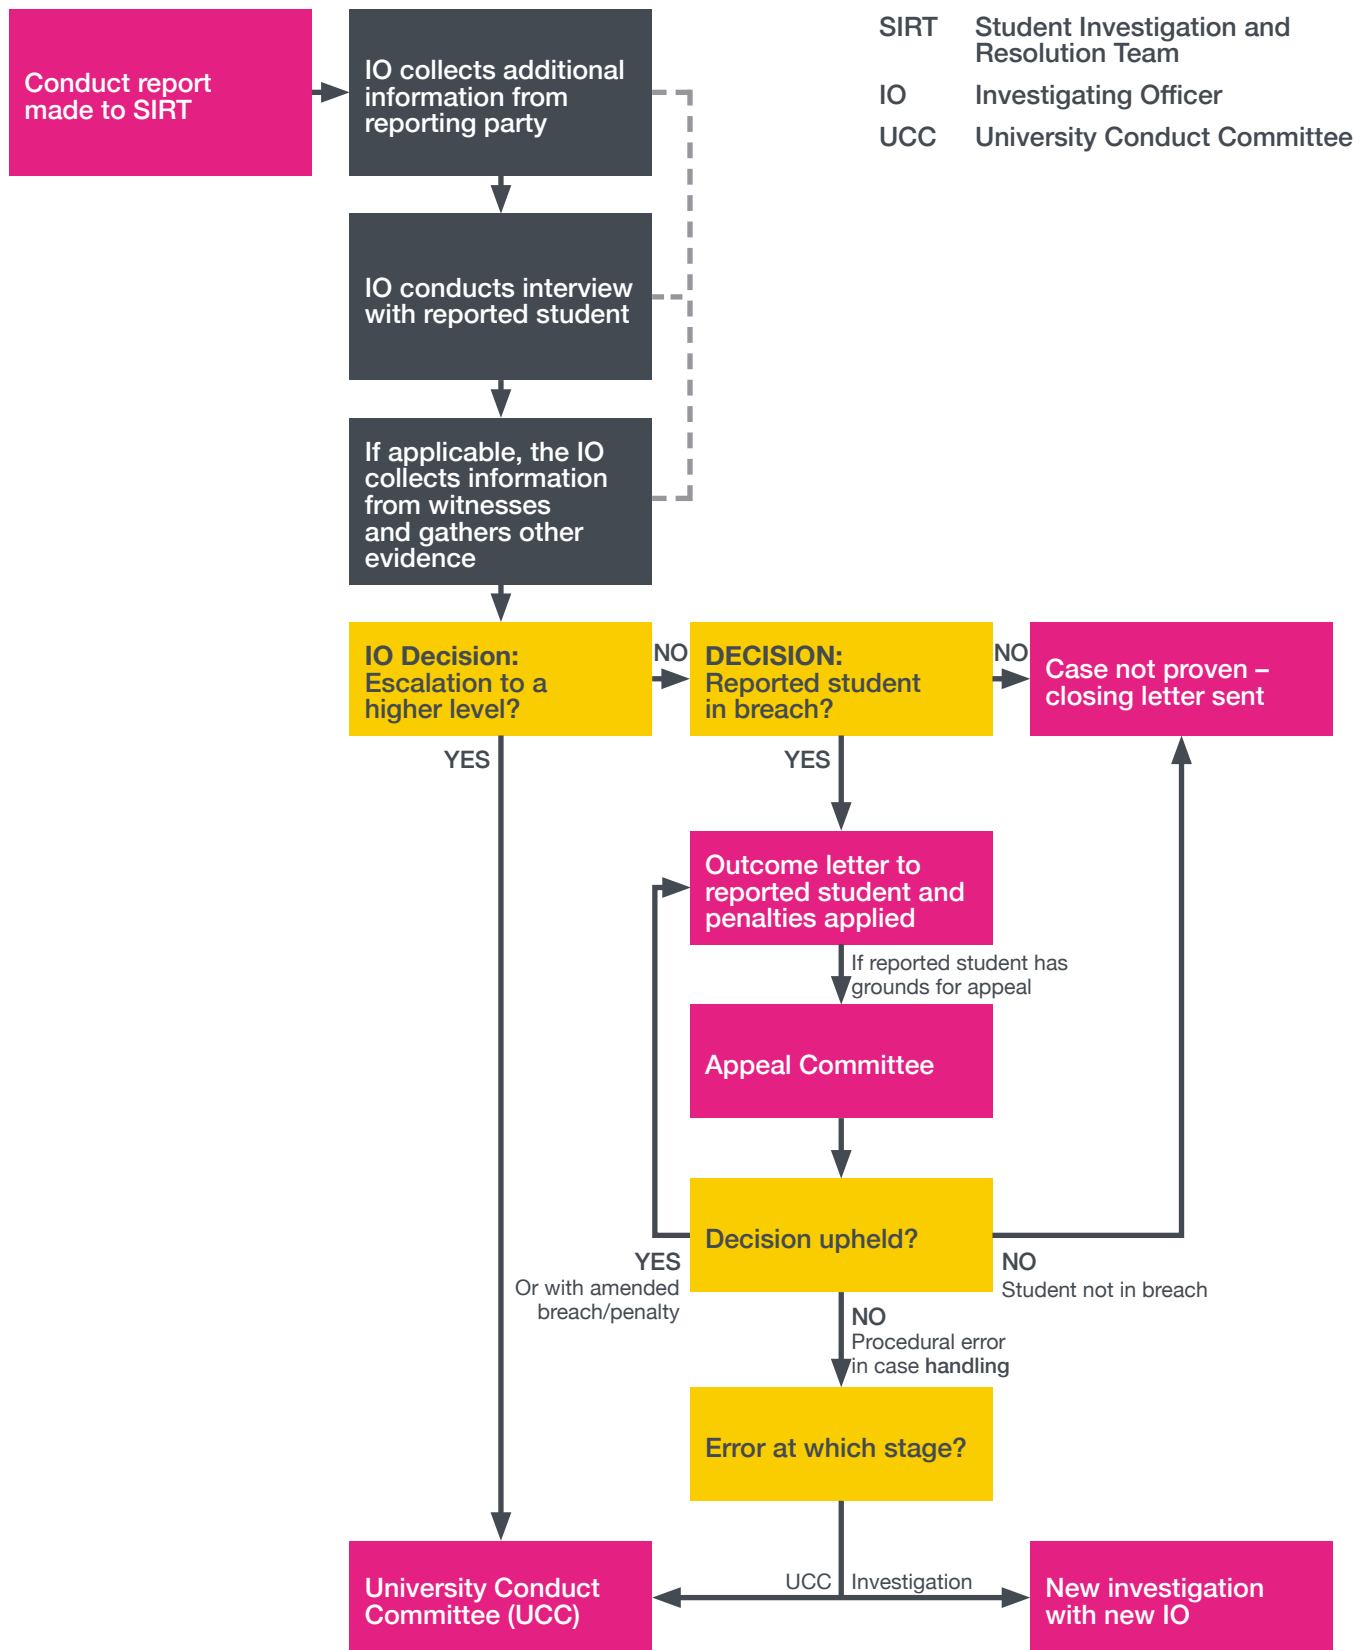 Conduct report
made to SIRT
IO collects additional
information from
reporting party
SIRT Student Investigation and
Resolution Team
IO Investigating Officer
UCC University Conduct Committee
IO conducts interview
with reported student
If applicable, the IO
collects information
from witnesses
and gathers other
evidence
IO Decision:
Escalation to a
higher level?
NO
DECISION:
Reported student
in breach?
NO
Case not proven –
closing letter sent
YES
YES
Outcome letter to
reported student and
penalties applied
If reported student has
grounds for appeal
Appeal Committee
Decision upheld?
YES
Or with amended
breach/penalty
NO
Student not in breach
NO
Procedural error
in case handling
Error at which stage?
University Conduct
Committee (UCC)
UCC
Investigation
New investigation
with new IO